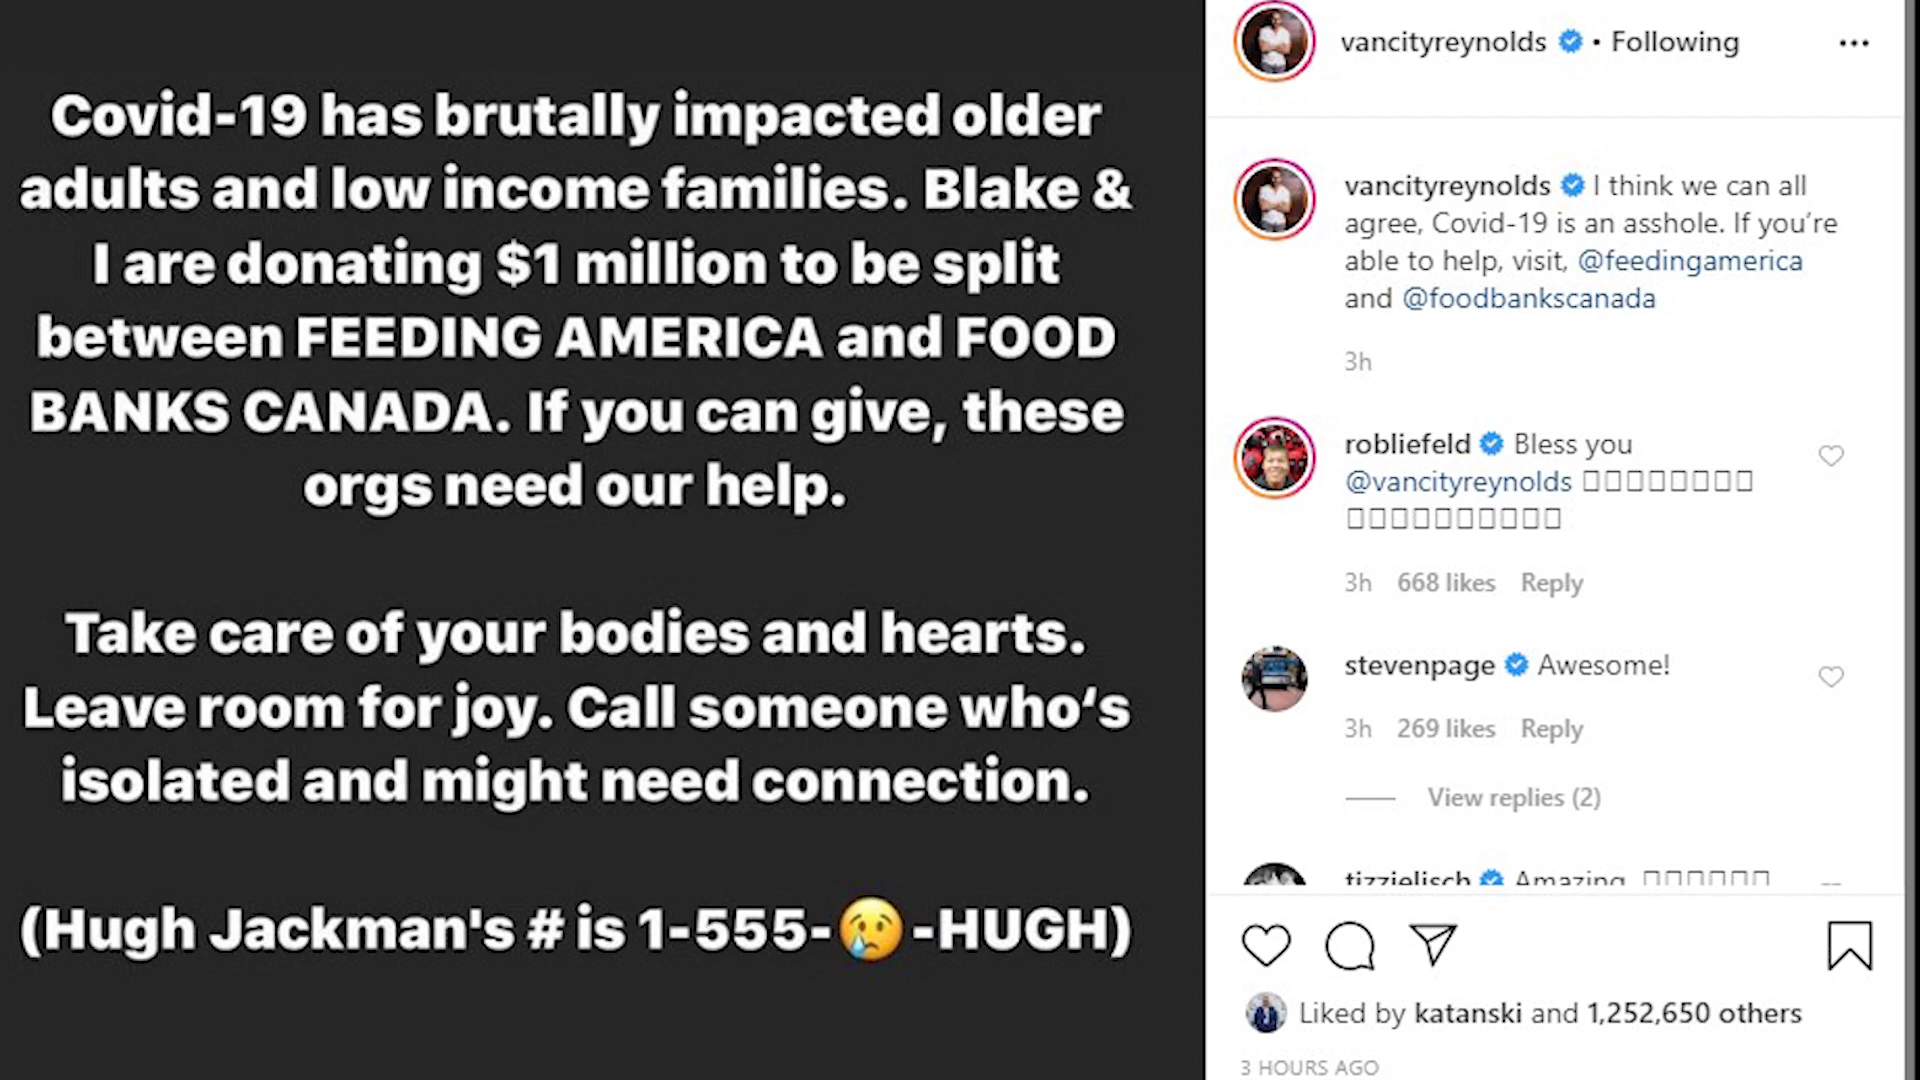 Covid-19 has brutally impacted older
adults and low income families. Blake &
I are donating $1 million to be split
between FEEDING AMERICA and FOOD
BANKS CANADA. If you can give, these
orgs need our help.
Take care of your bodies and hearts.
Leave room for joy. Call someone who‘s
isolated and might need connection.
(Hugh Jackman's # is 1-555-😢-HUGH)
vancityreynolds • Following
vancityreynolds I think we can all
agree, Covid-19 is an asshole. If you’re
able to help, visit, @feedingamerica
and @foodbankscanada
3h
robliefeld Bless you
@vancityreynolds
3h 668 likes Reply
stevenpage Awesome!
3h 269 likes Reply
View replies (2)
tizzielisch Amazing
Liked by katanski and 1,252,650 others
3 HOURS AGO